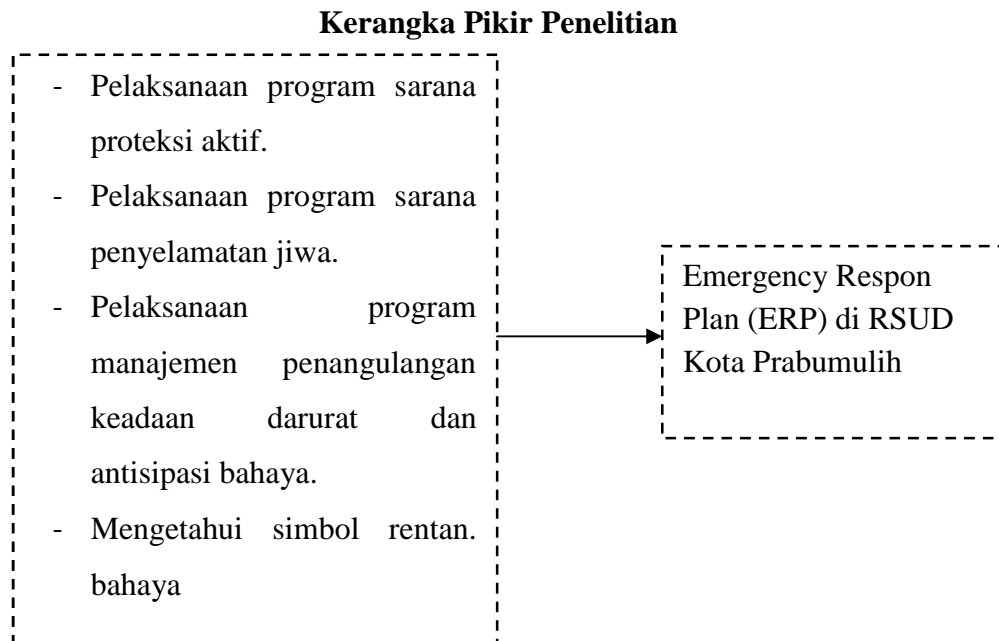 Kerangka Pikir Penelitian
- Pelaksanaan program sarana
proteksi aktif.
- Pelaksanaan program sarana
penyelamatan jiwa.
- Pelaksanaan program
manajemen penangulangan
keadaan darurat dan
antisipasi bahaya.
- Mengetahui simbol rentan.
bahaya
Emergency Respon
Plan (ERP) di RSUD
Kota Prabumulih